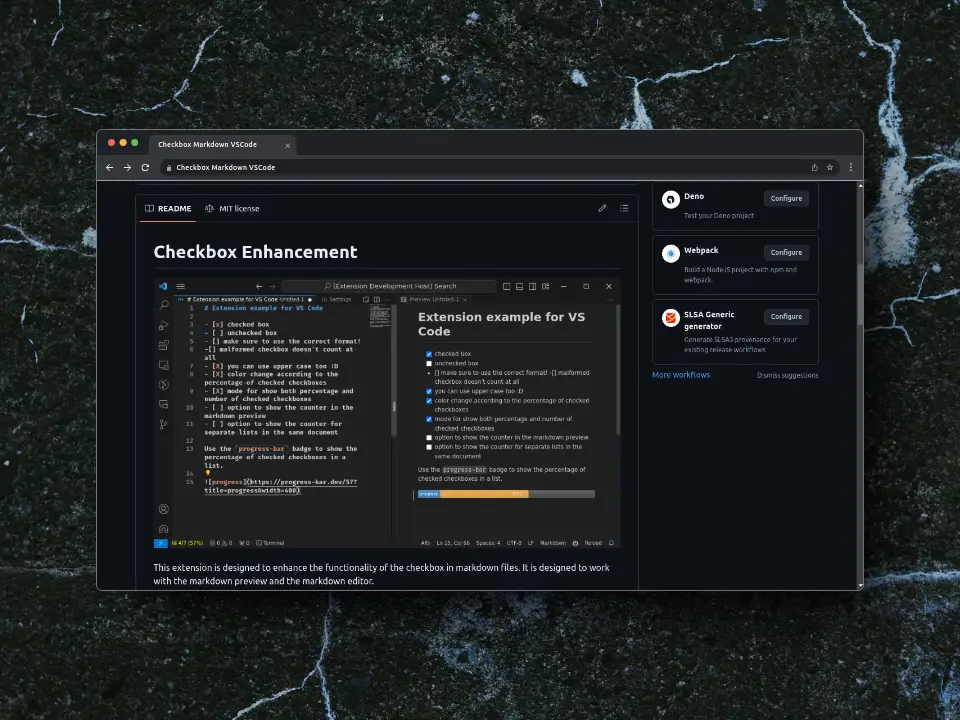 Checkbox Markdown VSCode
Checkbox Markdown VSCode
README
MIT license
Checkbox Enhancement
[Extension Development Host] Search
# Extension example for VS Code Untitled-1
Settings
Preview Untitled-1
1 # Extension example for VS Code
2
3 - [x] checked box
4 - [ ] unchecked box
5 - [] make sure to use the correct format!
6 -[] malformed checkbox doesn't count at
all
7 - [X] you can use upper case too :D
8 - [X] color change according to the
percentage of checked checkboxes
9 - [X] mode for show both percentage and
number of checked checkboxes
10 - [ ] option to show the counter in the
markdown preview
11 - [ ] option to show the counter for
separate lists in the same document
12
13 Use the `progress-bar` badge to show the
percentage of checked checkboxes in a
list.
14
15 ![progress](https://progress-bar.dev/57?
title=progress&width=400)
Extension example for VS
Code
checked box
unchecked box
[] make sure to use the correct format! -[] malformed
checkbox doesn't count at all
you can use upper case too :D
color change according to the percentage of checked
checkboxes
mode for show both percentage and number of
checked checkboxes
option to show the counter in the markdown preview
option to show the counter for separate lists in the
same document
Use the progress-bar badge to show the percentage of
checked checkboxes in a list.
progress 57%
4/7 (57%) 0 0 0 Terminal
Ln 15, Col 66 Spaces: 4 UTF-8 LF Markdown Reload
This extension is designed to enhance the functionality of the checkbox in markdown files. It is designed to work
with the markdown preview and the markdown editor.
Deno
Configure
Test your Deno project
Webpack
Configure
Build a NodeJS project with npm and
webpack.
SLSA Generic
generator
Configure
Generate SLSA3 provenance for your
existing release workflows
More workflows
Dismiss suggestions